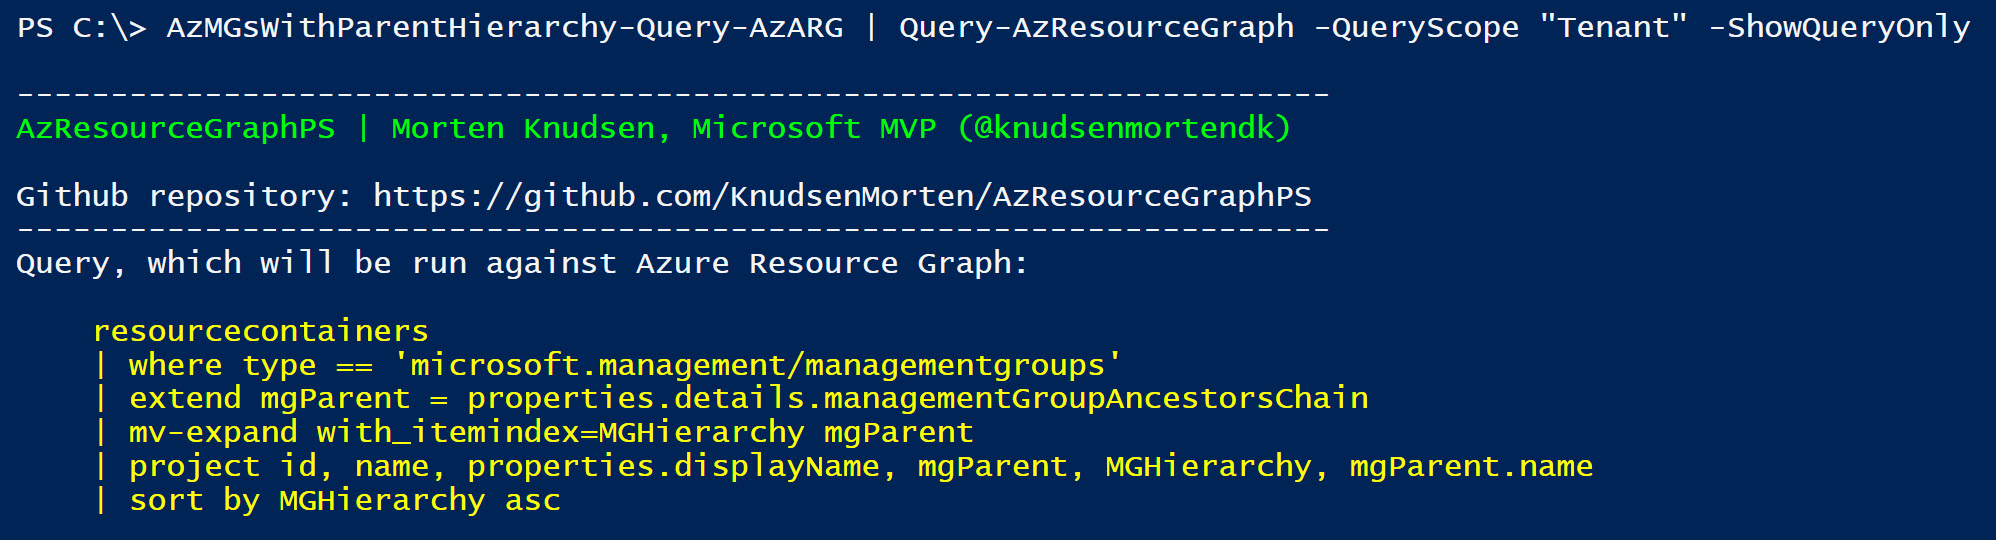 PS C:\> AzMGsWithParentHierarchy-Query-AzARG | Query-AzResourceGraph -QueryScope "Tenant" -ShowQueryOnly
----------------------------------------------------------------------
AzResourceGraphPS | Morten Knudsen, Microsoft MVP (@knudsenmortendk)
Github repository: https://github.com/KnudsenMorten/AzResourceGraphPS
----------------------------------------------------------------------
Query, which will be run against Azure Resource Graph:
resourcecontainers
| where type == 'microsoft.management/managementgroups'
| extend mgParent = properties.details.managementGroupAncestorsChain
| mv-expand with_itemindex=MGHierarchy mgParent
| project id, name, properties.displayName, mgParent, MGHierarchy, mgParent.name
| sort by MGHierarchy asc